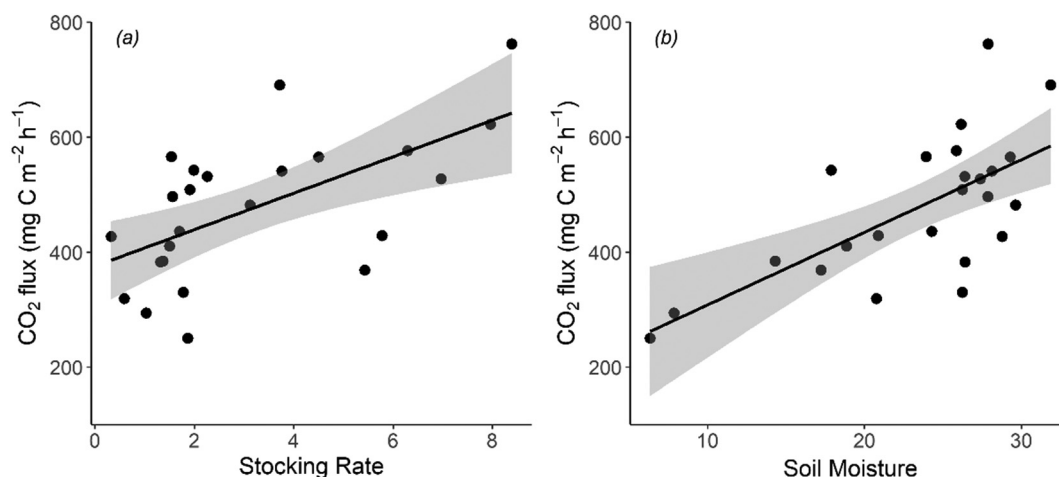 (a)
800
600
400
200
CO₂ flux (mg C m⁻² h⁻¹)
0 2 4 6 8
Stocking Rate
(b)
800
600
400
200
CO₂ flux (mg C m⁻² h⁻¹)
10 20 30
Soil Moisture